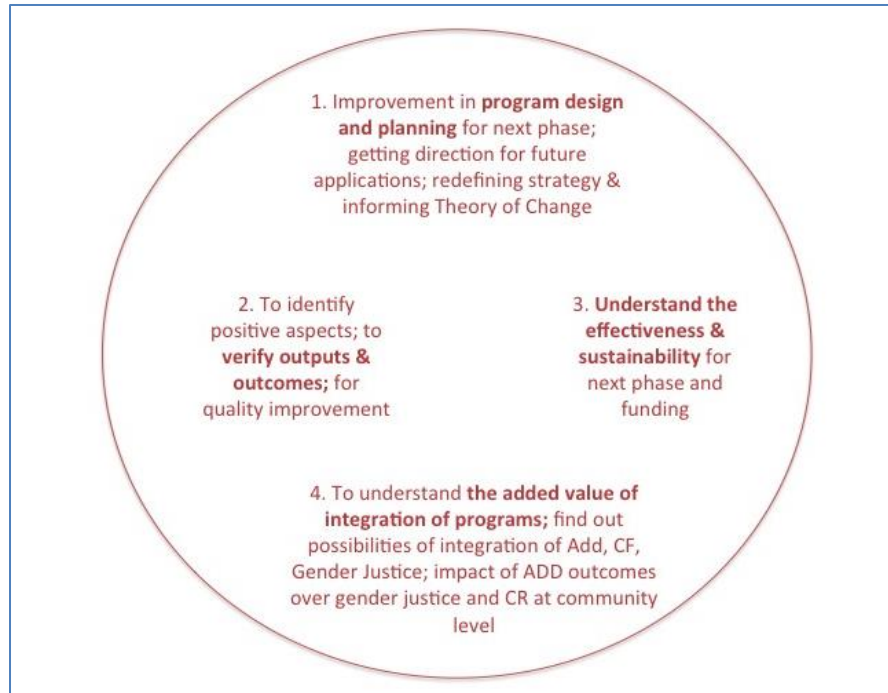 1. Improvement in program design
and planning for next phase;
getting direction for future
applications; redefining strategy &
informing Theory of Change
2. To identify
positive aspects; to
verify outputs &
outcomes; for
quality improvement
3. Understand the
effectiveness &
sustainability for
next phase and
funding
4. To understand the added value of
integration of programs; find out
possibilities of integration of Add, CF,
Gender Justice; impact of ADD outcomes
over gender justice and CR at community
level